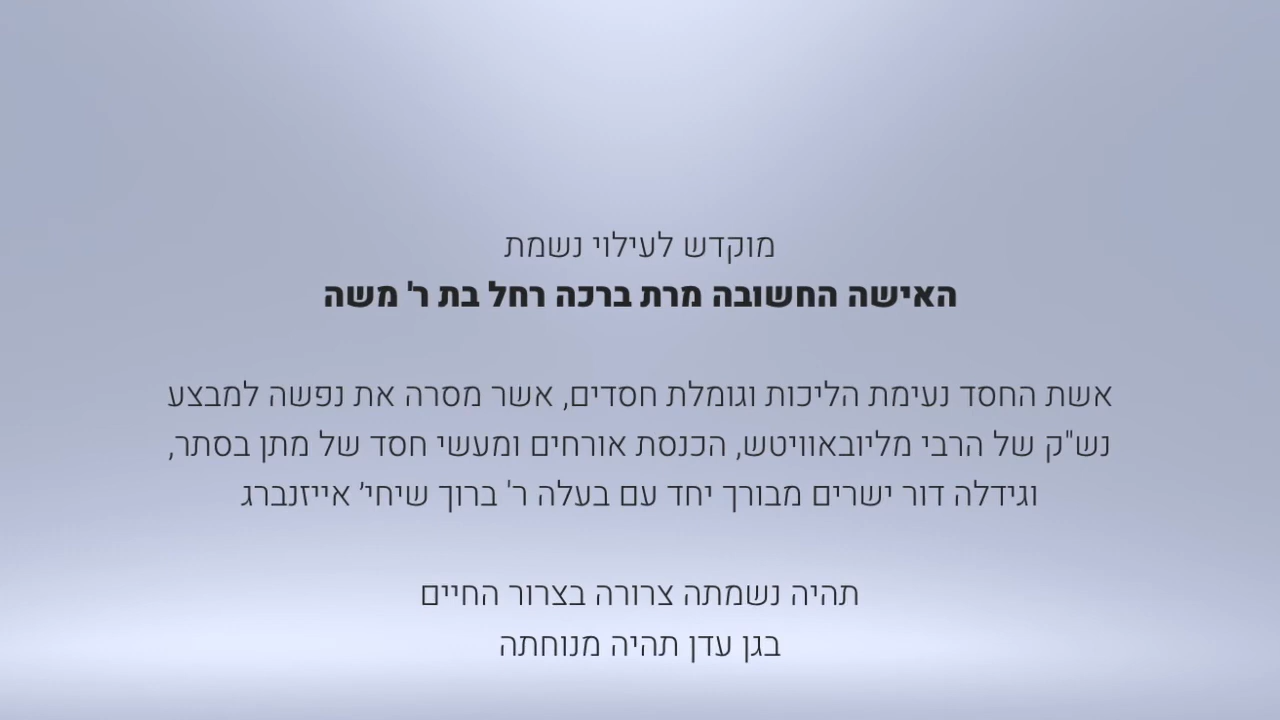 מוקדש לעילוי נשמת
האישה החשובה מרת ברכה רחל בת ר' משה
אשת החסד נעימת הליכות וגומלת חסדים, אשר מסרה את נפשה למבצע
נש"ק של הרבי מליובאוויטש, הכנסת אורחים ומעשי חסד של מתן בסתר,
וגידלה דור ישרים מבורך יחד עם בעלה ר' ברוך שיחי׳ אייזנברג
תהיה נשמתה צרורה בצרור החיים
בגן עדן תהיה מנוחתה